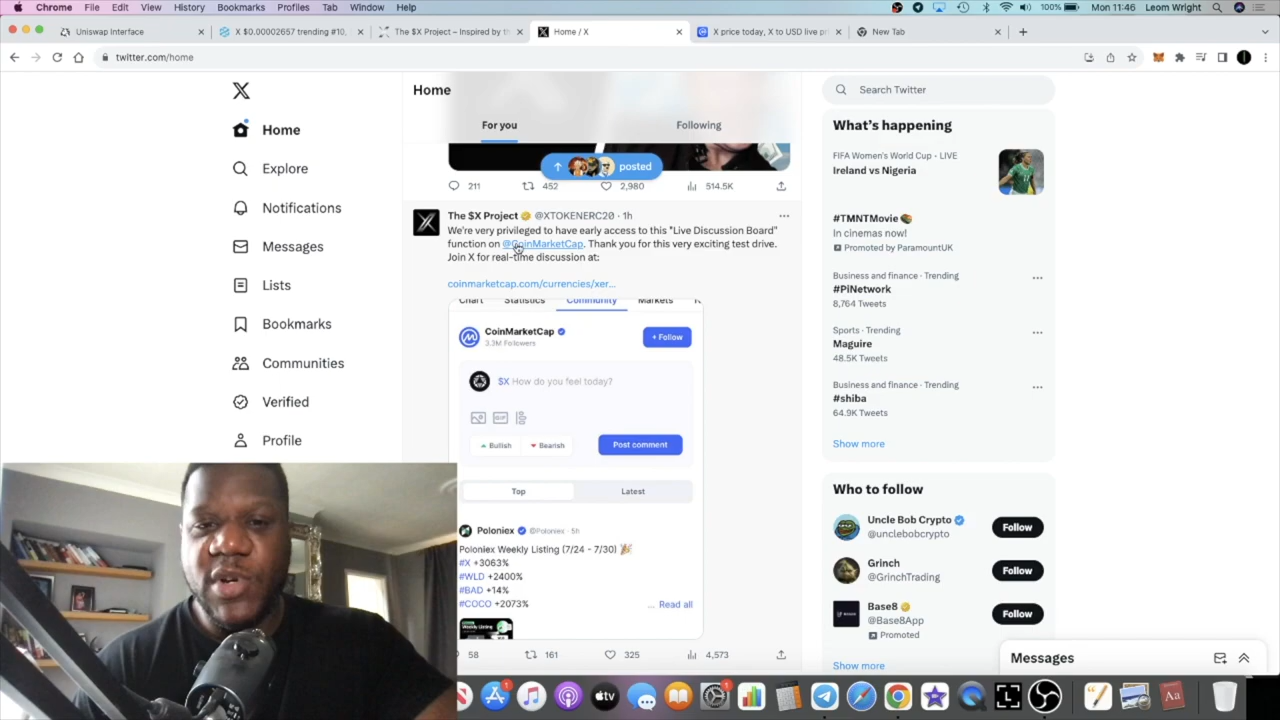 Chrome File Edit View History Bookmarks Profiles Tab Window Help
100% Mon 11:46 Leom Wright
Uniswap Interface
X $0.00002657 trending #10,
The $X Project – Inspired by th
Home / X
X price today, X to USD live pri
New Tab
twitter.com/home
Home
For you
Following
posted
211 452 2,980 514.5K
The $X Project @XTOKENERC20 · 1h
We're very privileged to have early access to this "Live Discussion Board"
function on @CoinMarketCap. Thank you for this very exciting test drive.
Join X for real-time discussion at:
coinmarketcap.com/currencies/xer...
Chart Statistics Community Markets
CoinMarketCap
3.3M Followers
+ Follow
$X How do you feel today?
GIF
Bullish
Bearish
Post comment
Top
Latest
Poloniex @Poloniex · 5h
Poloniex Weekly Listing (7/24 - 7/30)
#X +3063%
#WLD +2400%
#BAD +14%
#COCO +2073%
... Read all
58 161 325 4,573
Home
Explore
Notifications
Messages
Lists
Bookmarks
Communities
Verified
Profile
Search Twitter
What's happening
FIFA Women's World Cup · LIVE
Ireland vs Nigeria
#TMNTMovie
In cinemas now!
Promoted by ParamountUK
Business and finance · Trending
#PiNetwork
8,764 Tweets
Sports · Trending
Maguire
48.5K Tweets
Business and finance · Trending
#shiba
64.9K Tweets
Show more
Who to follow
Uncle Bob Crypto
@unclebobcrypto
Follow
Grinch
@GrinchTrading
Follow
Base8
@Base8App
Promoted
Follow
Show more
Messages